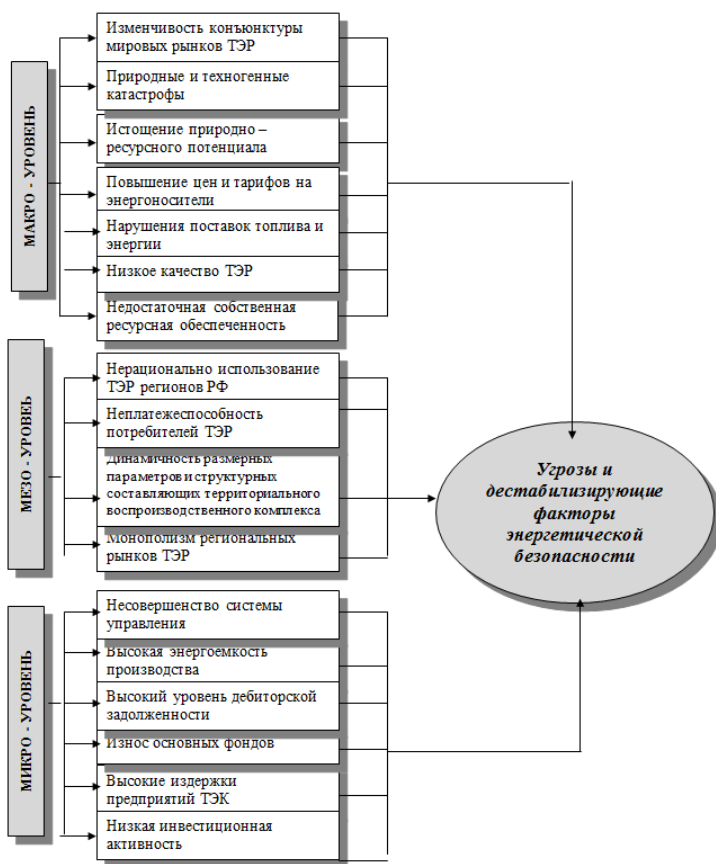 МАКРО - УРОВЕНЬ
Изменчивость конъюнктуры
мировых рынков ТЭР
Природные и техногенные
катастрофы
Истощение природно –
ресурсного потенциала
Повышение цен и тарифов на
энергоносители
Нарушения поставок топлива и
энергии
Низкое качество ТЭР
Недостаточная собственная
ресурсная обеспеченность
МЕЗО - УРОВЕЬ
Нерационально использование
ТЭР регионов РФ
Неплатежеспособность
потребителей ТЭР
Динамичность размерных
параметров и структурных
составляющих территориального
воспроизводственного комплекса
Монополизм региональных
рынков ТЭР
МИКРО - УРОВЕНЬ
Несовершенство системы
управления
Высокая энергоемкость
производства
Высокий уровень дебиторской
задолженности
Износ основных фондов
Высокие издержки
предприятий ТЭК
Низкая инвестиционная
активность
Угрозы и
дестабилизирующие
факторы
энергетической
безопасности